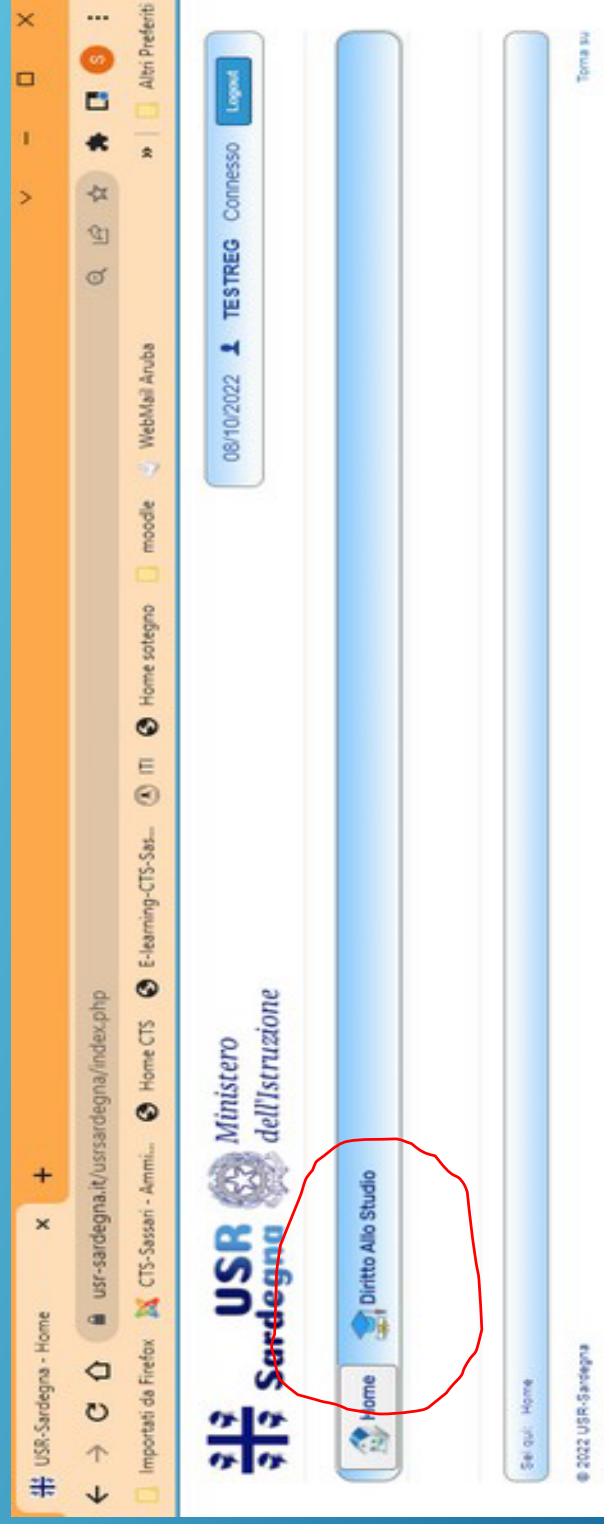 USR-Sardegna - Home
usr-sardegna.it/usrsardegna/index.php
S
Importati da Firefox CTS-Sassari - Ammi... Home CTS E-learning-CTS-Sas... ITI Home sotegno moodle WebMail Aruba » Altri Preferiti
USR
Sardegna
Ministero
dell'Istruzione
08/10/2022 TESTREG Connesso Logout
Home Diritto Allo Studio
Sei qui: Home
© 2022 USR-Sardegna Torna su